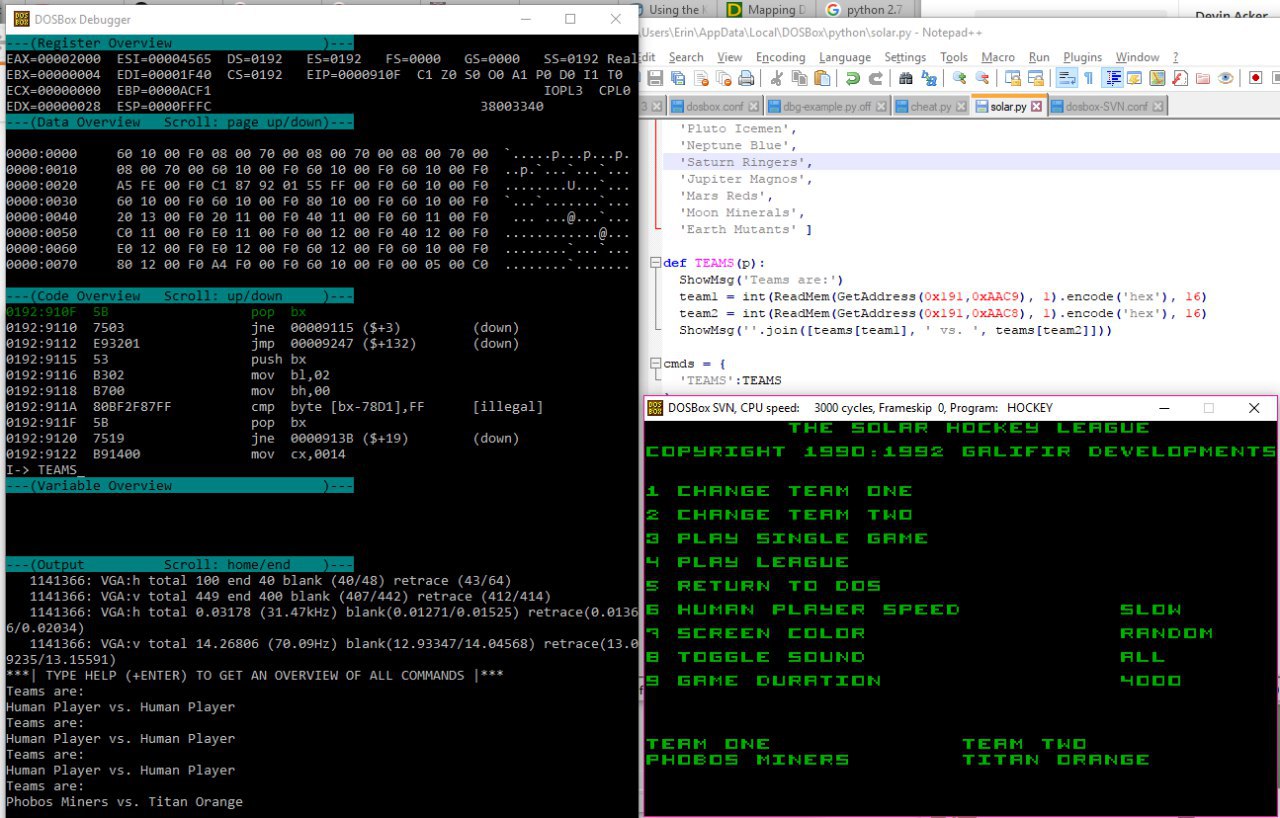 DOSBox Debugger
---(Register Overview                   )---
EAX=00002000  ESI=00004565  DS=0192   ES=0192   FS=0000   GS=0000   SS=0192 Real
EBX=00000004  EDI=00001F40  CS=0192   EIP=0000910F  C1 Z0 S0 O0 A1 P0 D0 I1 T0
ECX=00000000  EBP=0000ACF1                                         IOPL3  CPL0
EDX=00000028  ESP=0000FFFC                                 38003340
---(Data Overview   Scroll: page up/down)---
0000:0000     60 10 00 F0 08 00 70 00 08 00 70 00 08 00 70 00  `.....p...p...p.
0000:0010     08 00 70 00 60 10 00 F0 60 10 00 F0 60 10 00 F0  ..p.`...`...`...
0000:0020     A5 FE 00 F0 C1 87 92 01 55 FF 00 F0 60 10 00 F0  ........U...`...
0000:0030     60 10 00 F0 60 10 00 F0 80 10 00 F0 60 10 00 F0  `...`.......`...
0000:0040     20 13 00 F0 20 11 00 F0 40 11 00 F0 60 11 00 F0   ... ...@...`...
0000:0050     C0 11 00 F0 E0 11 00 F0 00 12 00 F0 40 12 00 F0  ............@...
0000:0060     E0 12 00 F0 E0 12 00 F0 60 12 00 F0 60 10 00 F0  ........`...`...
0000:0070     80 12 00 F0 A4 F0 00 F0 60 10 00 F0 00 05 00 C0  ........`.......
---(Code Overview   Scroll: up/down     )---
0192:910F  5B                  pop  bx
0192:9110  7503                jne  00009115 ($+3)         (down)
0192:9112  E93201              jmp  00009247 ($+132)       (down)
0192:9115  53                  push bx
0192:9116  B302                mov  bl,02
0192:9118  B700                mov  bh,00
0192:911A  80BF2F87FF          cmp  byte [bx-78D1],FF      [illegal]
0192:911F  5B                  pop  bx
0192:9120  7519                jne  0000913B ($+19)        (down)
0192:9122  B91400              mov  cx,0014
I-> TEAMS_
---(Variable Overview                   )---
---(Output          Scroll: home/end    )---
1141366: VGA:h total 100 end 40 blank (40/48) retrace (43/64)
1141366: VGA:v total 449 end 400 blank (407/442) retrace (412/414)
1141366: VGA:h total 0.03178 (31.47kHz) blank(0.01271/0.01525) retrace(0.0136
6/0.02034)
1141366: VGA:v total 14.26806 (70.09Hz) blank(12.93347/14.04568) retrace(13.0
9235/13.15591)
***| TYPE HELP (+ENTER) TO GET AN OVERVIEW OF ALL COMMANDS |***
Teams are:
Human Player vs. Human Player
Teams are:
Human Player vs. Human Player
Teams are:
Human Player vs. Human Player
Teams are:
Phobos Miners vs. Titan Orange
Using the Mapping D python 2.7
Devin Acker
Users\Erin\AppData\Local\DOSBox\python\solar.py - Notepad++
dit Search View Encoding Language Settings Tools Macro Run Plugins Window ?
3 dosbox.conf dbg-example.py.off cheat.py solar.py dosbox-SVN.conf
'Pluto Icemen',
'Neptune Blue',
'Saturn Ringers',
'Jupiter Magnos',
'Mars Reds',
'Moon Minerals',
'Earth Mutants' ]
def TEAMS(p):
ShowMsg('Teams are:')
team1 = int(ReadMem(GetAddress(0x191,0xAAC9), 1).encode('hex'), 16)
team2 = int(ReadMem(GetAddress(0x191,0xAAC8), 1).encode('hex'), 16)
ShowMsg(''.join([teams[team1], ' vs. ', teams[team2]]))
cmds = {
'TEAMS':TEAMS
DOSBox SVN, CPU speed: 3000 cycles, Frameskip 0, Program: HOCKEY
THE SOLAR HOCKEY LEAGUE
COPYRIGHT 1990:1992 GALIFIR DEVELOPMENTS
1 CHANGE TEAM ONE
2 CHANGE TEAM TWO
3 PLAY SINGLE GAME
4 PLAY LEAGUE
5 RETURN TO DOS
6 HUMAN PLAYER SPEED SLOW
7 SCREEN COLOR RANDOM
8 TOGGLE SOUND ALL
9 GAME DURATION 4000
TEAM ONE TEAM TWO
PHOBOS MINERS TITAN ORANGE